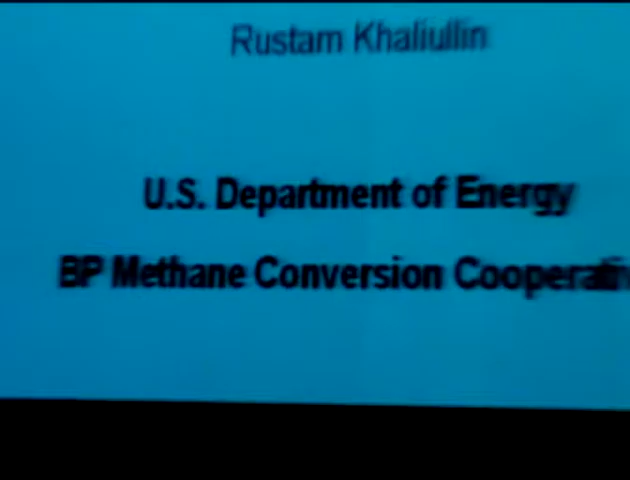 Rustam Khaliullin
U.S. Department of Energy
BP Methane Conversion